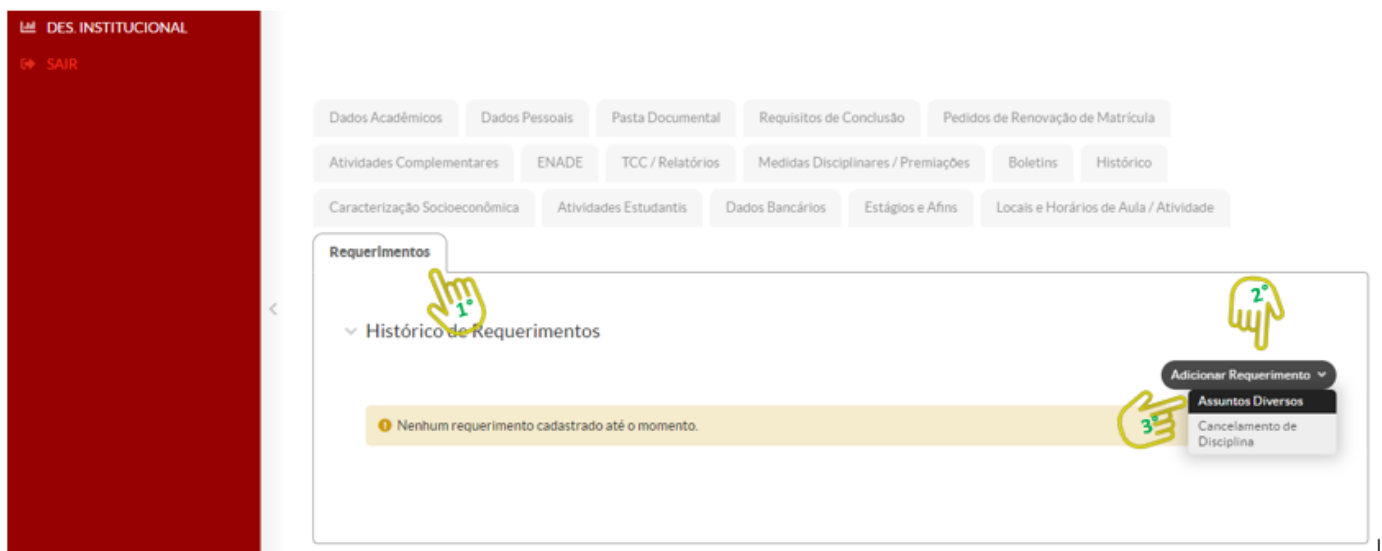 DES. INSTITUCIONAL
SAIR
Dados Acadêmicos Dados Pessoais Pasta Documental Requisitos de Conclusão Pedidos de Renovação de Matrícula
Atividades Complementares ENADE TCC / Relatórios Medidas Disciplinares / Premiações Boletins Histórico
Caracterização Socioeconômica Atividades Estudantis Dados Bancários Estágios e Afins Locais e Horários de Aula / Atividade
Requerimentos
1°
2°
Histórico de Requerimentos
Adicionar Requerimento
Assuntos Diversos
3°
Nenhum requerimento cadastrado até o momento.
Cancelamento de
Disciplina